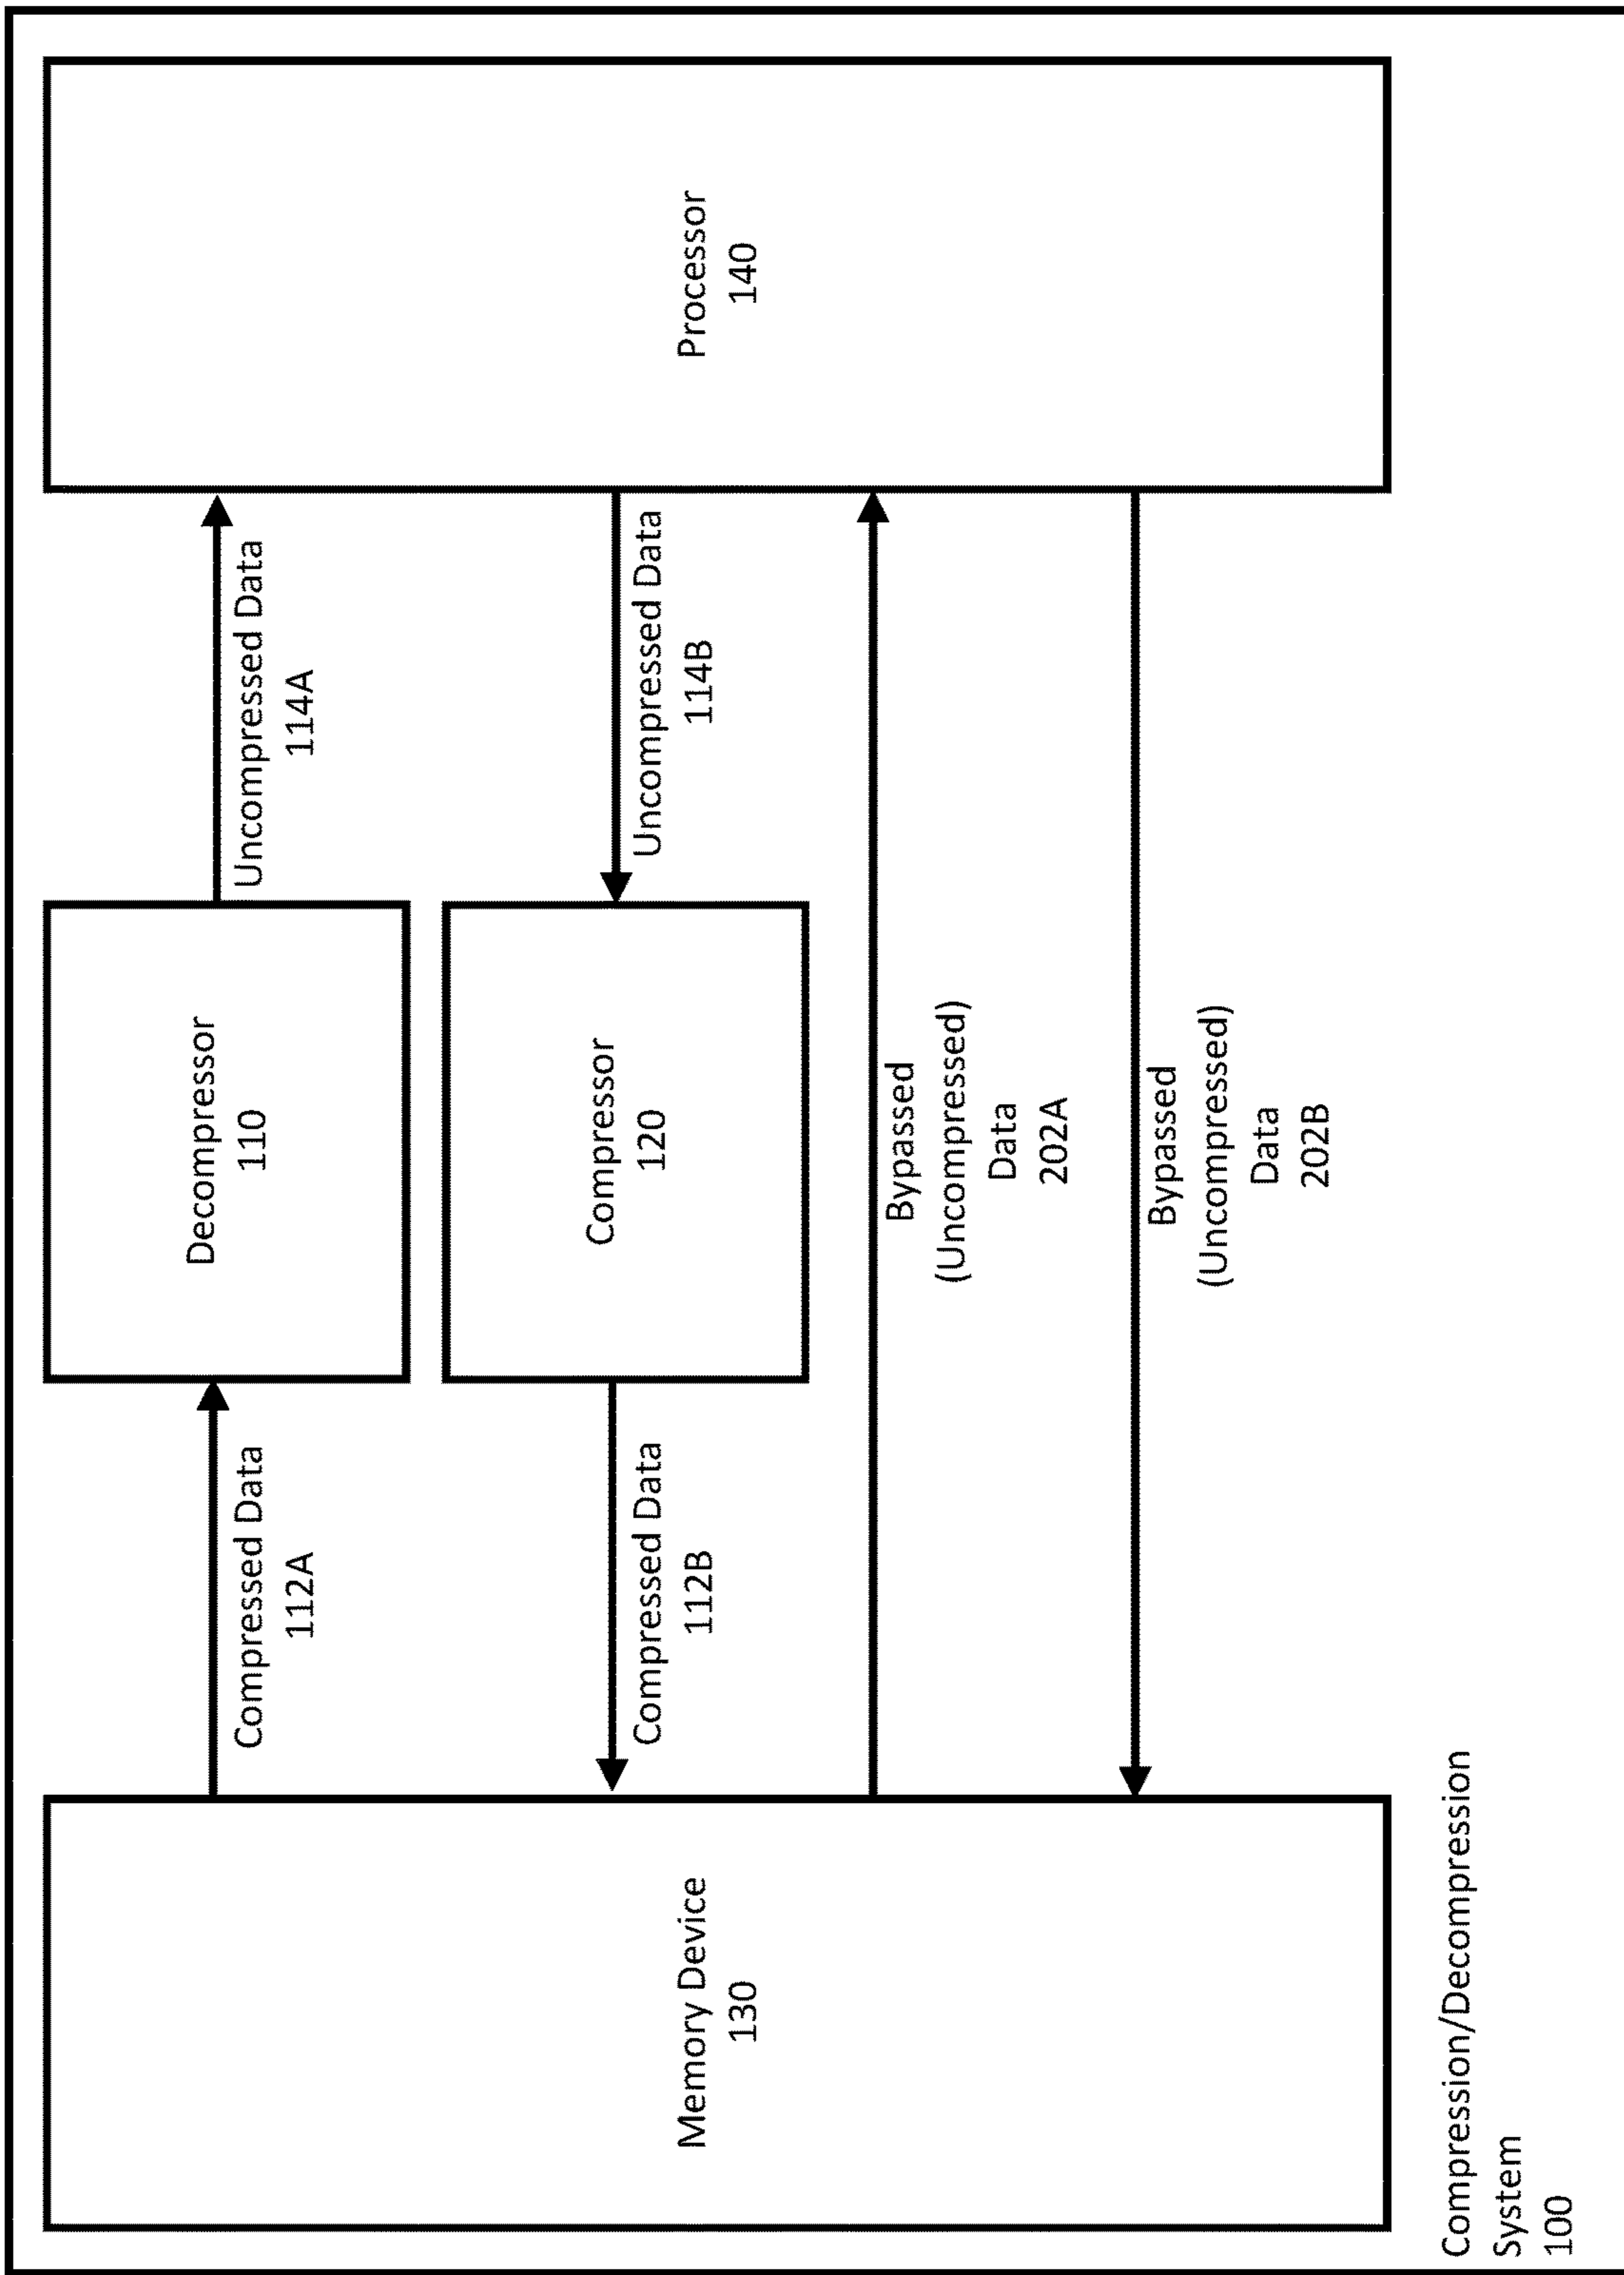 Memory Device
130
Compressed Data
112A
Decompressor
110
Uncompressed Data
114A
Compressed Data
112B
Compressor
120
Uncompressed Data
114B
Processor
140
Bypassed
(Uncompressed)
Data
202A
Bypassed
(Uncompressed)
Data
202B
Compression/Decompression
System
100